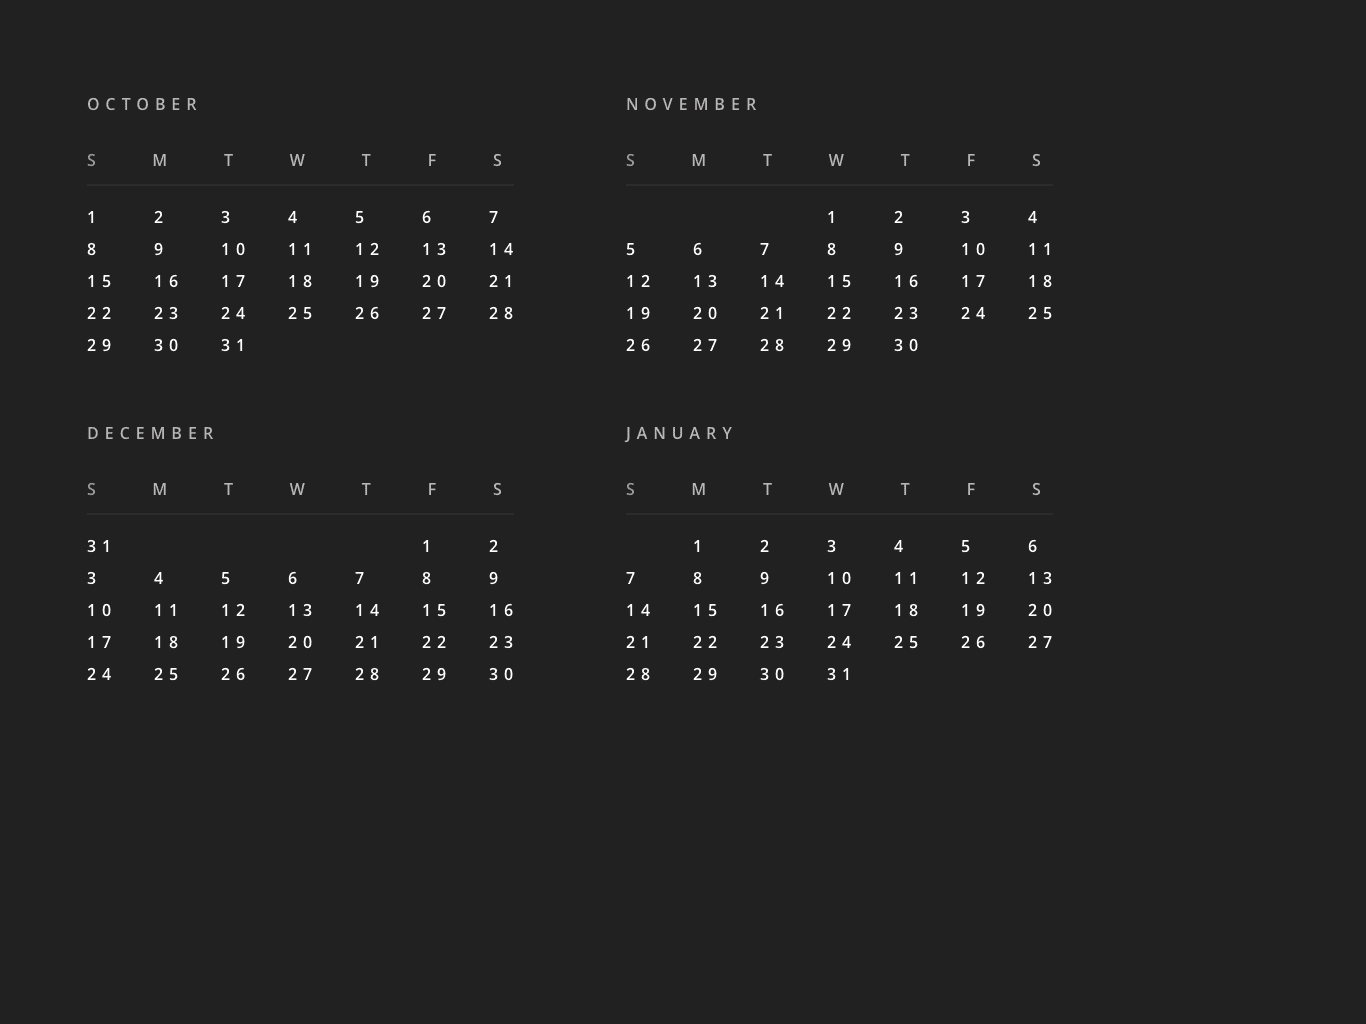 OCTOBER
S M T W T F S
1 2 3 4 5 6 7
8 9 10 11 12 13 14
15 16 17 18 19 20 21
22 23 24 25 26 27 28
29 30 31
NOVEMBER
S M T W T F S
1 2 3 4
5 6 7 8 9 10 11
12 13 14 15 16 17 18
19 20 21 22 23 24 25
26 27 28 29 30
DECEMBER
S M T W T F S
31 1 2
3 4 5 6 7 8 9
10 11 12 13 14 15 16
17 18 19 20 21 22 23
24 25 26 27 28 29 30
JANUARY
S M T W T F S
1 2 3 4 5 6
7 8 9 10 11 12 13
14 15 16 17 18 19 20
21 22 23 24 25 26 27
28 29 30 31